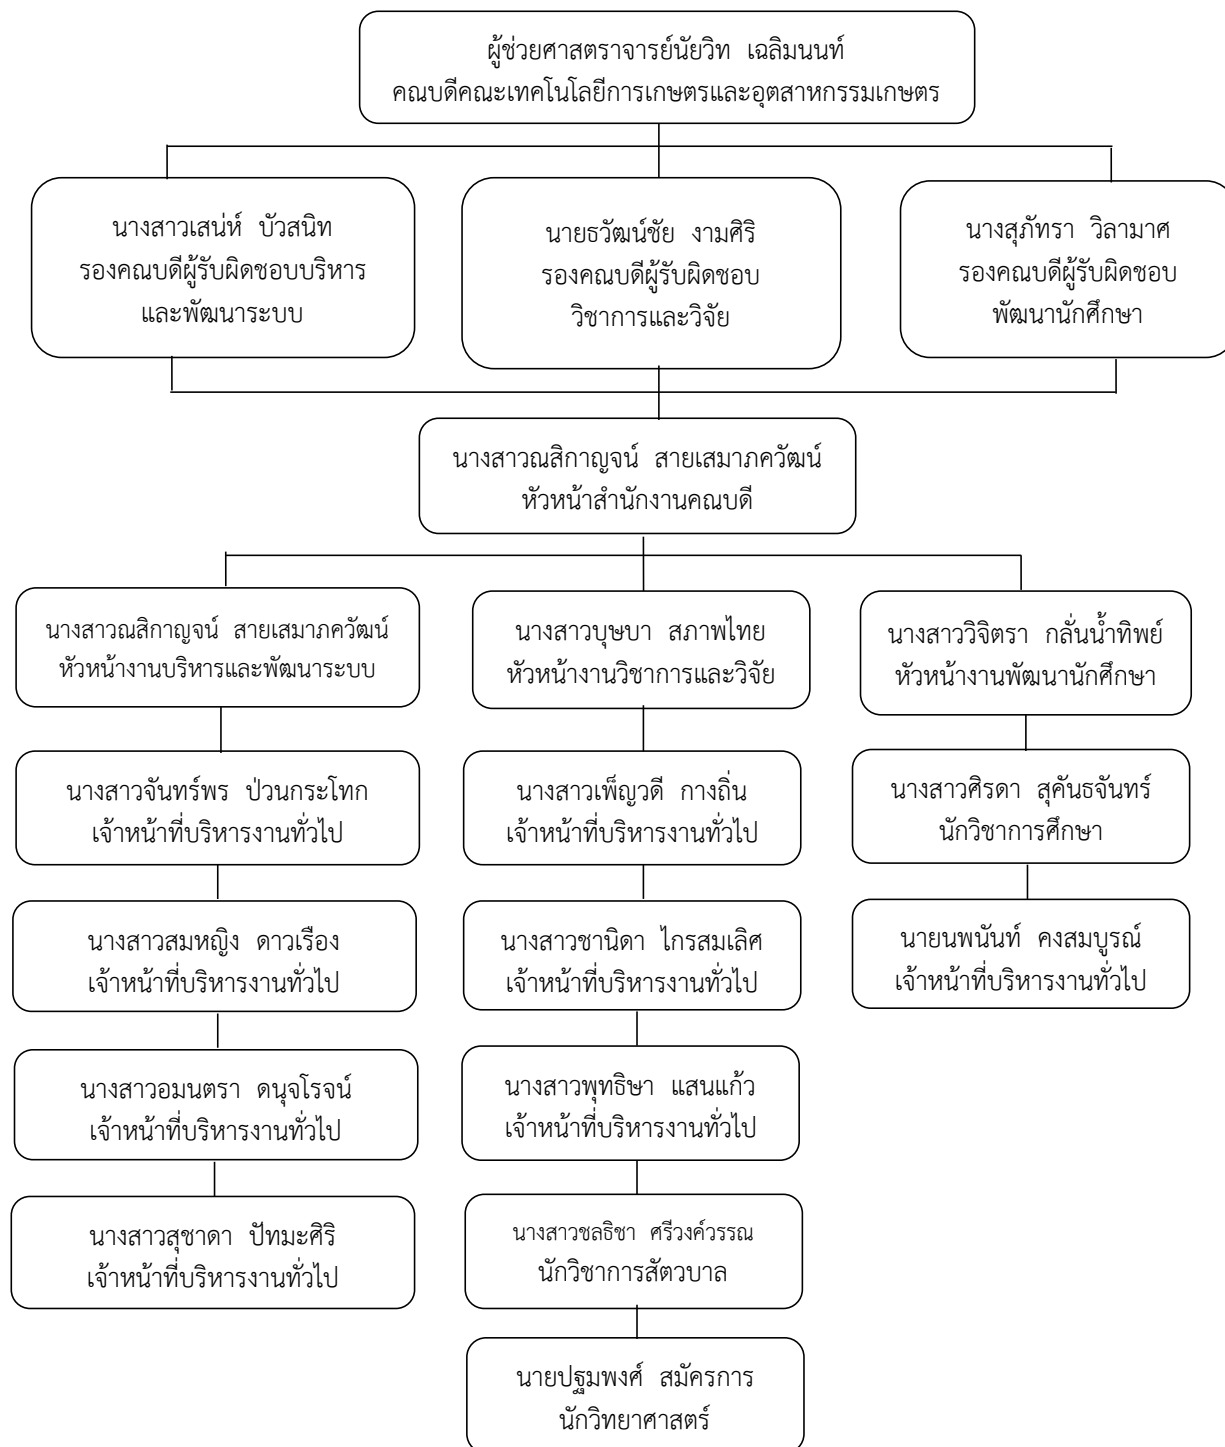 ผู้ช่วยศาสตราจารย์นัยวิท เฉลิมนนท์
คณบดีคณะเทคโนโลยีการเกษตรและอุตสาหกรรมเกษตร
นางสาวเสน่ห์ บัวสนิท
รองคณบดีผู้รับผิดชอบบริหาร
และพัฒนาระบบ
นายธวัฒน์ชัย งามศิริ
รองคณบดีผู้รับผิดชอบ
วิชาการและวิจัย
นางสุภัทรา วิลามาศ
รองคณบดีผู้รับผิดชอบ
พัฒนานักศึกษา
นางสาวณสิกาญจน์ สายเสมาภควัฒน์
หัวหน้าสำนักงานคณบดี
นางสาวณสิกาญจน์ สายเสมาภควัฒน์
หัวหน้างานบริหารและพัฒนาระบบ
นางสาวบุษบา สภาพไทย
หัวหน้างานวิชาการและวิจัย
นางสาววิจิตรา กลั่นน้ำทิพย์
หัวหน้างานพัฒนานักศึกษา
นางสาวจันทร์พร ป่วนกระโทก
เจ้าหน้าที่บริหารงานทั่วไป
นางสาวเพ็ญวดี กางถิ่น
เจ้าหน้าที่บริหารงานทั่วไป
นางสาวศิรดา สุคันธจันทร์
นักวิชาการศึกษา
นางสาวสมหญิง ดาวเรือง
เจ้าหน้าที่บริหารงานทั่วไป
นางสาวชานิดา ไกรสมเลิศ
เจ้าหน้าที่บริหารงานทั่วไป
นายนพนันท์ คงสมบูรณ์
เจ้าหน้าที่บริหารงานทั่วไป
นางสาวอมนตรา ดนุจโรจน์
เจ้าหน้าที่บริหารงานทั่วไป
นางสาวพุทธิษา แสนแก้ว
เจ้าหน้าที่บริหารงานทั่วไป
นางสาวสุชาดา ปัทมะศิริ
เจ้าหน้าที่บริหารงานทั่วไป
นางสาวชลธิชา ศรีวงค์วรรณ
นักวิชาการสัตวบาล
นายปฐมพงศ์ สมัครการ
นักวิทยาศาสตร์